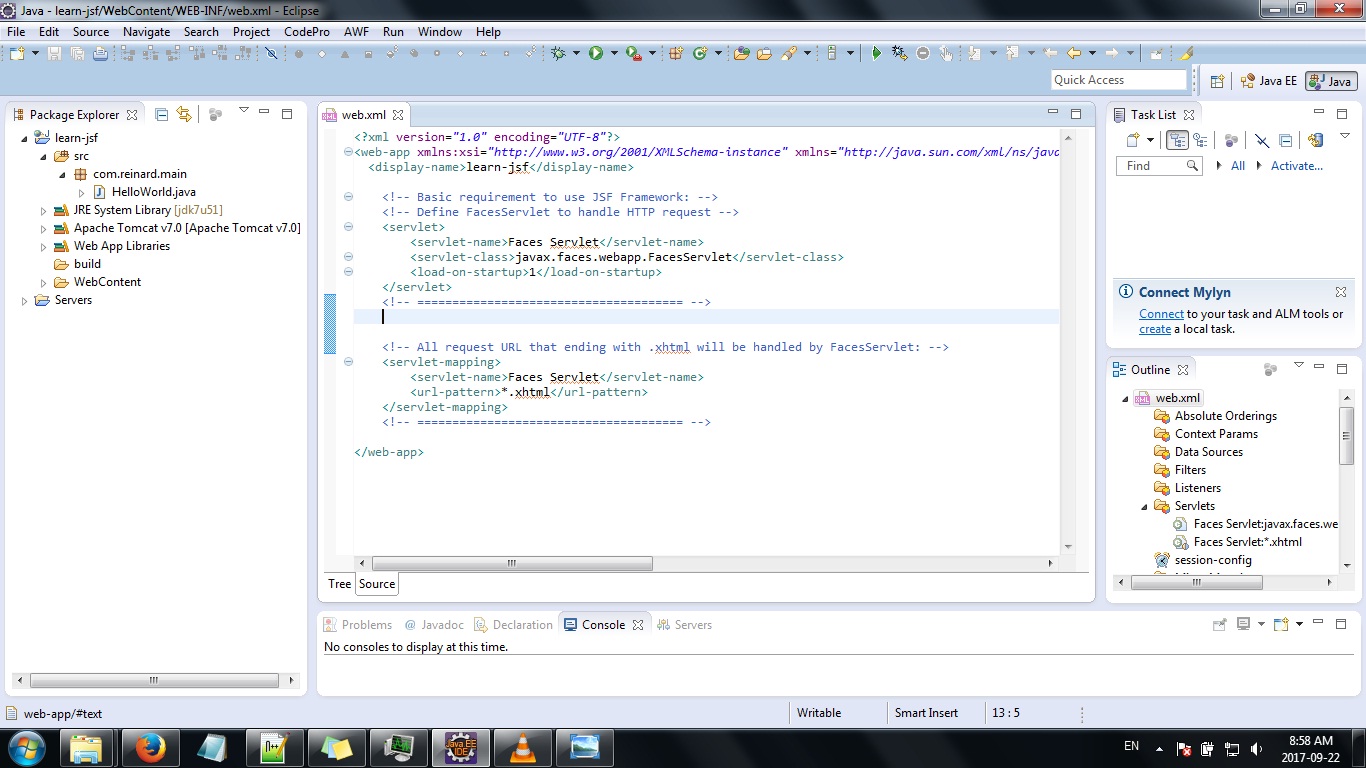 Java - learn-jsf/WebContent/WEB-INF/web.xml - Eclipse
File Edit Source Navigate Search Project CodePro AWF Run Window Help
Quick Access
Java EE
Java
Package Explorer
learn-jsf
src
com.reinard.main
HelloWorld.java
JRE System Library [jdk7u51]
Apache Tomcat v7.0 [Apache Tomcat v7.0]
Web App Libraries
build
WebContent
Servers
web.xml
<?xml version="1.0" encoding="UTF-8"?>
<web-app xmlns:xsi="http://www.w3.org/2001/XMLSchema-instance" xmlns="http://java.sun.com/xml/ns/java
<display-name>learn-jsf</display-name>
<!-- Basic requirement to use JSF Framework: -->
<!-- Define FacesServlet to handle HTTP request -->
<servlet>
<servlet-name>Faces Servlet</servlet-name>
<servlet-class>javax.faces.webapp.FacesServlet</servlet-class>
<load-on-startup>1</load-on-startup>
</servlet>
<!-- ====================================== -->
<!-- All request URL that ending with .xhtml will be handled by FacesServlet: -->
<servlet-mapping>
<servlet-name>Faces Servlet</servlet-name>
<url-pattern>*.xhtml</url-pattern>
</servlet-mapping>
<!-- ====================================== -->
</web-app>
Tree Source
Task List
Find All Activate...
Connect Mylyn
Connect to your task and ALM tools or
create a local task.
Outline
web.xml
Absolute Orderings
Context Params
Data Sources
Filters
Listeners
Servlets
Faces Servlet:javax.faces.we
Faces Servlet:*.xhtml
session-config
Problems @ Javadoc Declaration Console Servers
No consoles to display at this time.
web-app/#text Writable Smart Insert 13 : 5
Java EE
IDE
EN
8:58 AM
2017-09-22